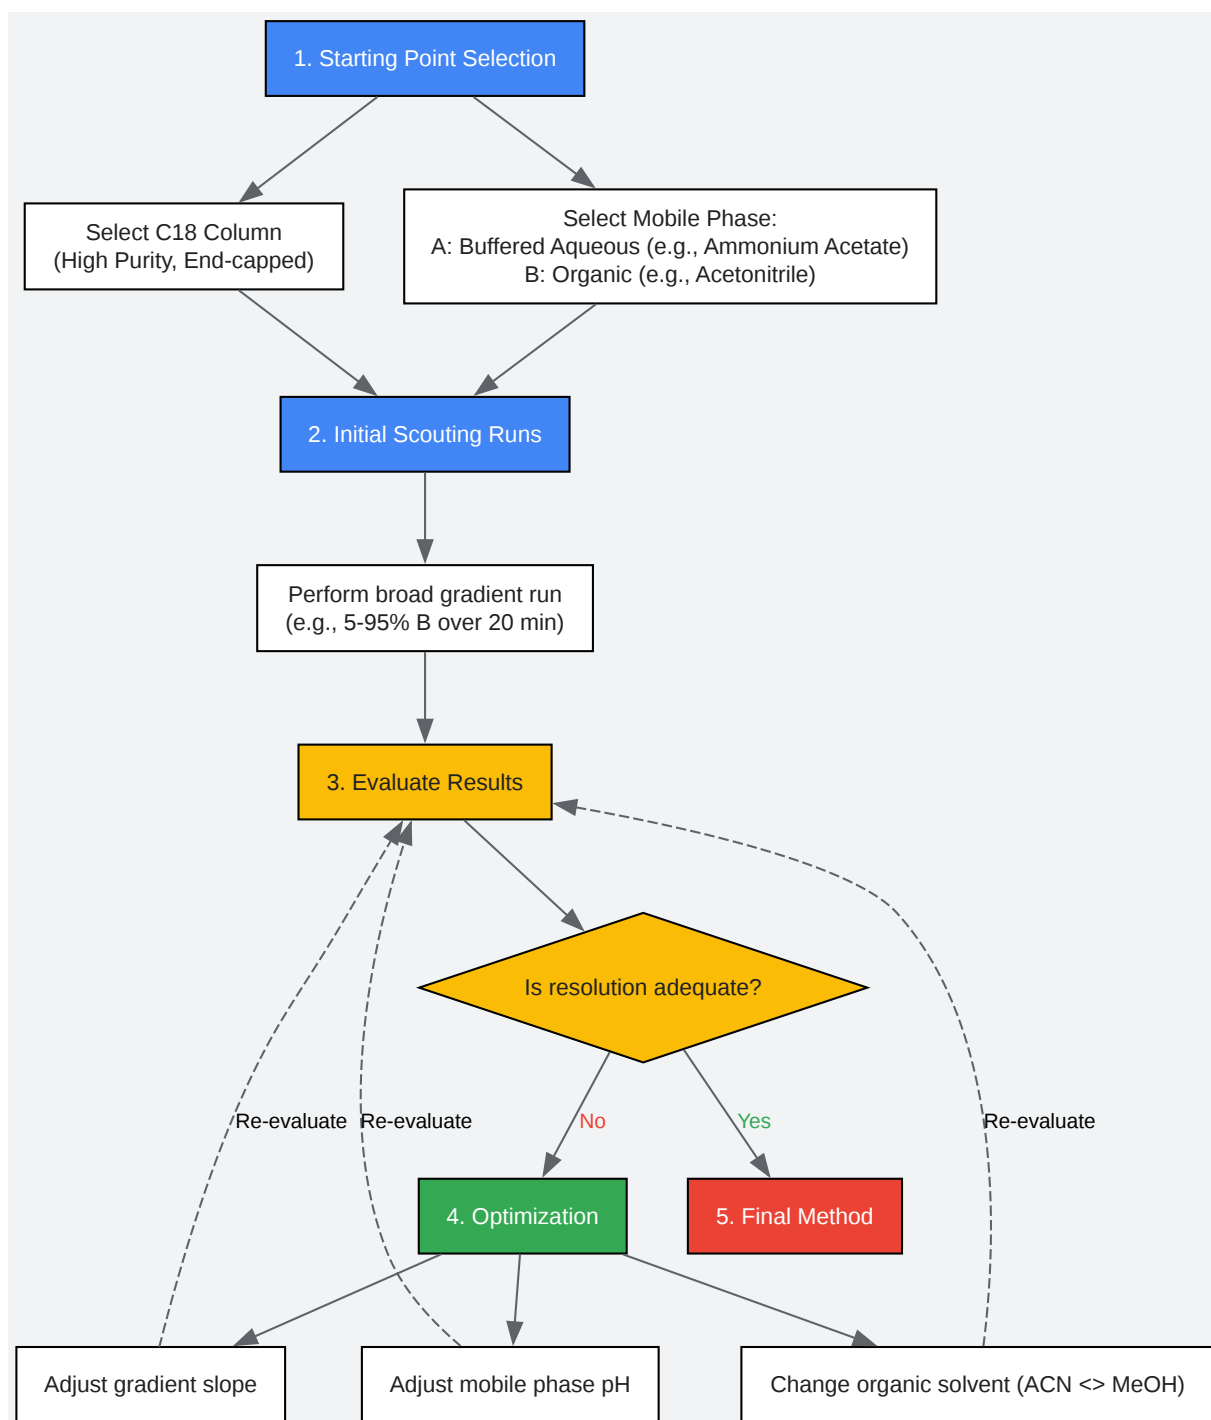 1. Starting Point Selection
Select C18 Column
(High Purity, End-capped)
Select Mobile Phase:
A: Buffered Aqueous (e.g., Ammonium Acetate)
B: Organic (e.g., Acetonitrile)
2. Initial Scouting Runs
Perform broad gradient run
(e.g., 5-95% B over 20 min)
3. Evaluate Results
Is resolution adequate?
Re-evaluate
Re-evaluate
No
Yes
Re-evaluate
4. Optimization
5. Final Method
Adjust gradient slope
Adjust mobile phase pH
Change organic solvent (ACN <> MeOH)